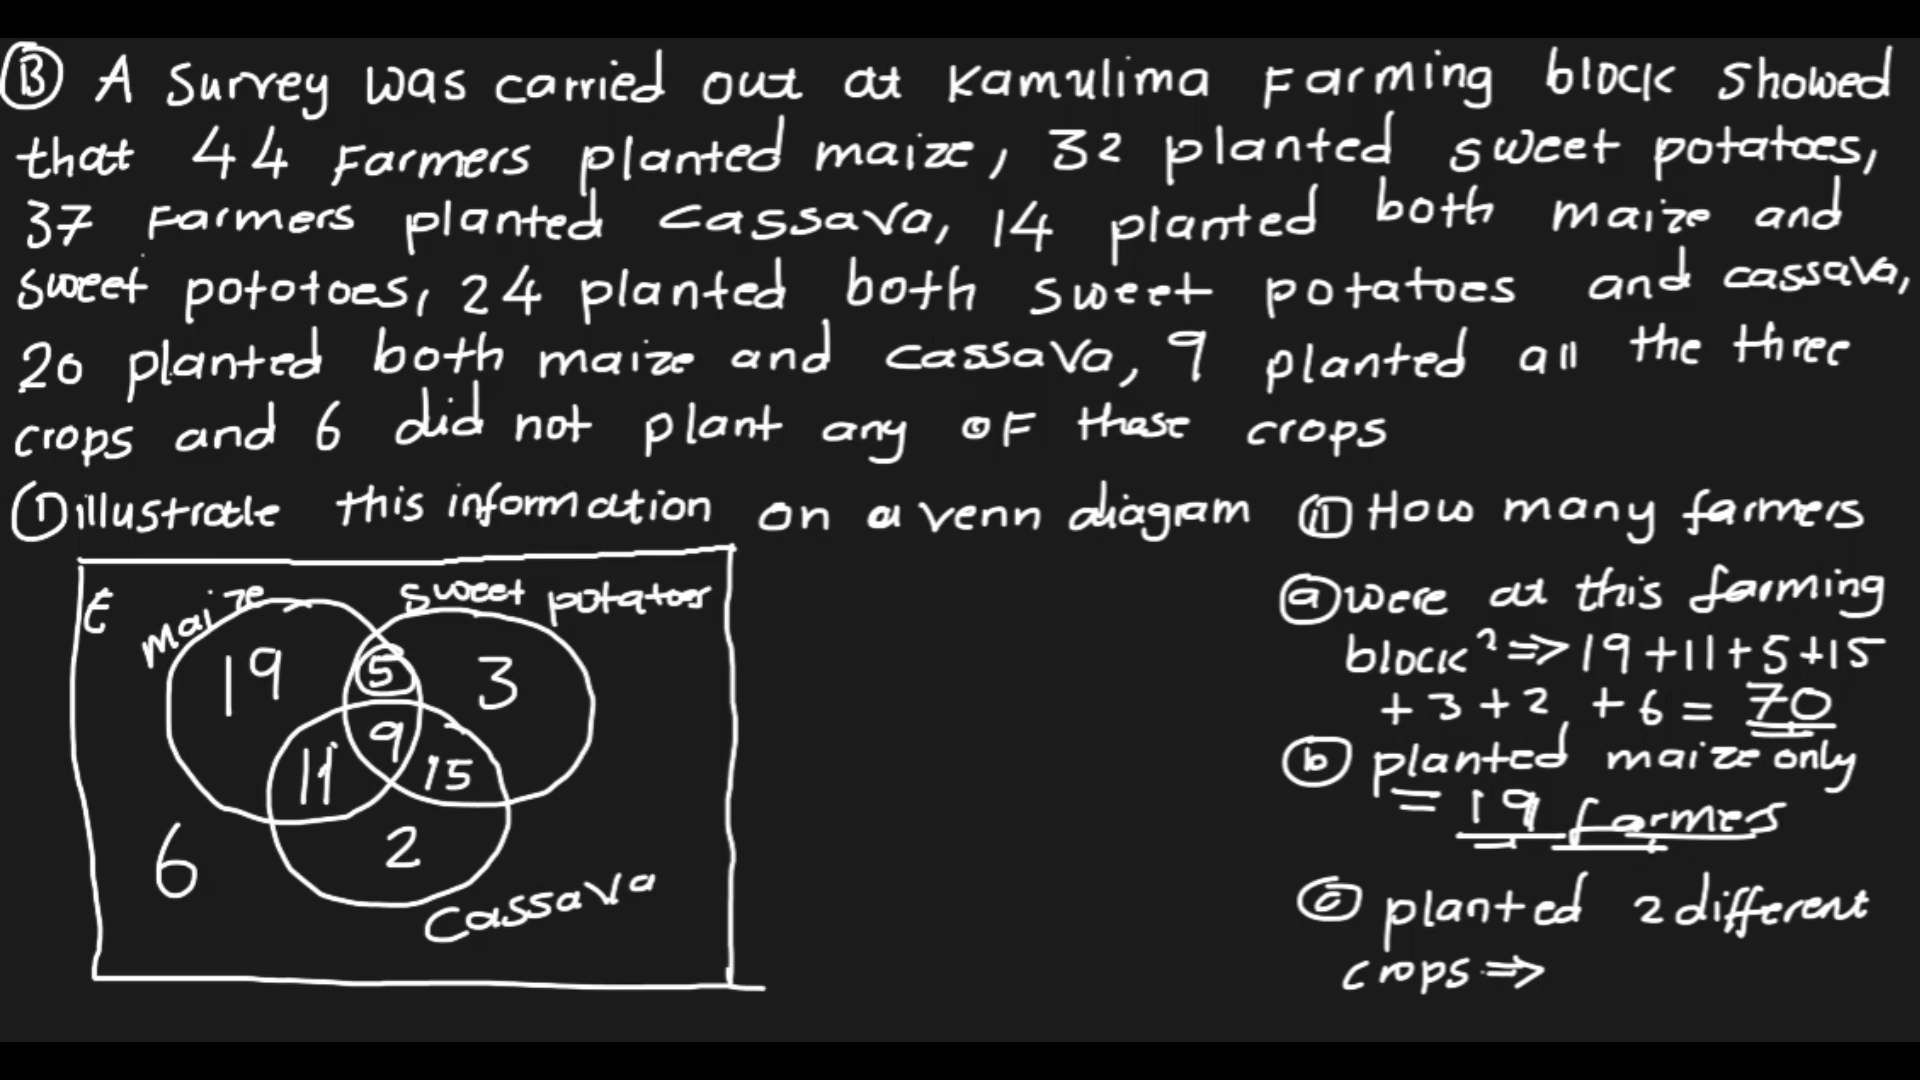 B A Survey was carried out at Kamulima Farming block showed
that 44 Farmers planted maize, 32 planted sweet potatoes,
37 Farmers planted cassava, 14 planted both maize and
sweet pototoes, 24 planted both sweet potatoes and cassava,
20 planted both maize and cassava, 9 planted all the three
crops and 6 did not plant any of these crops
(i) illustrate this information on a venn diagram
E
maize
sweet potatoes
19
5
3
9
11
15
2
6
Cassava
(ii) How many farmers
(a) were at this farming
block? => 19+11+5+15
+3+2, +6 = 70
(b) planted maize only
= 19 farmers
(c) planted 2 different
crops =>